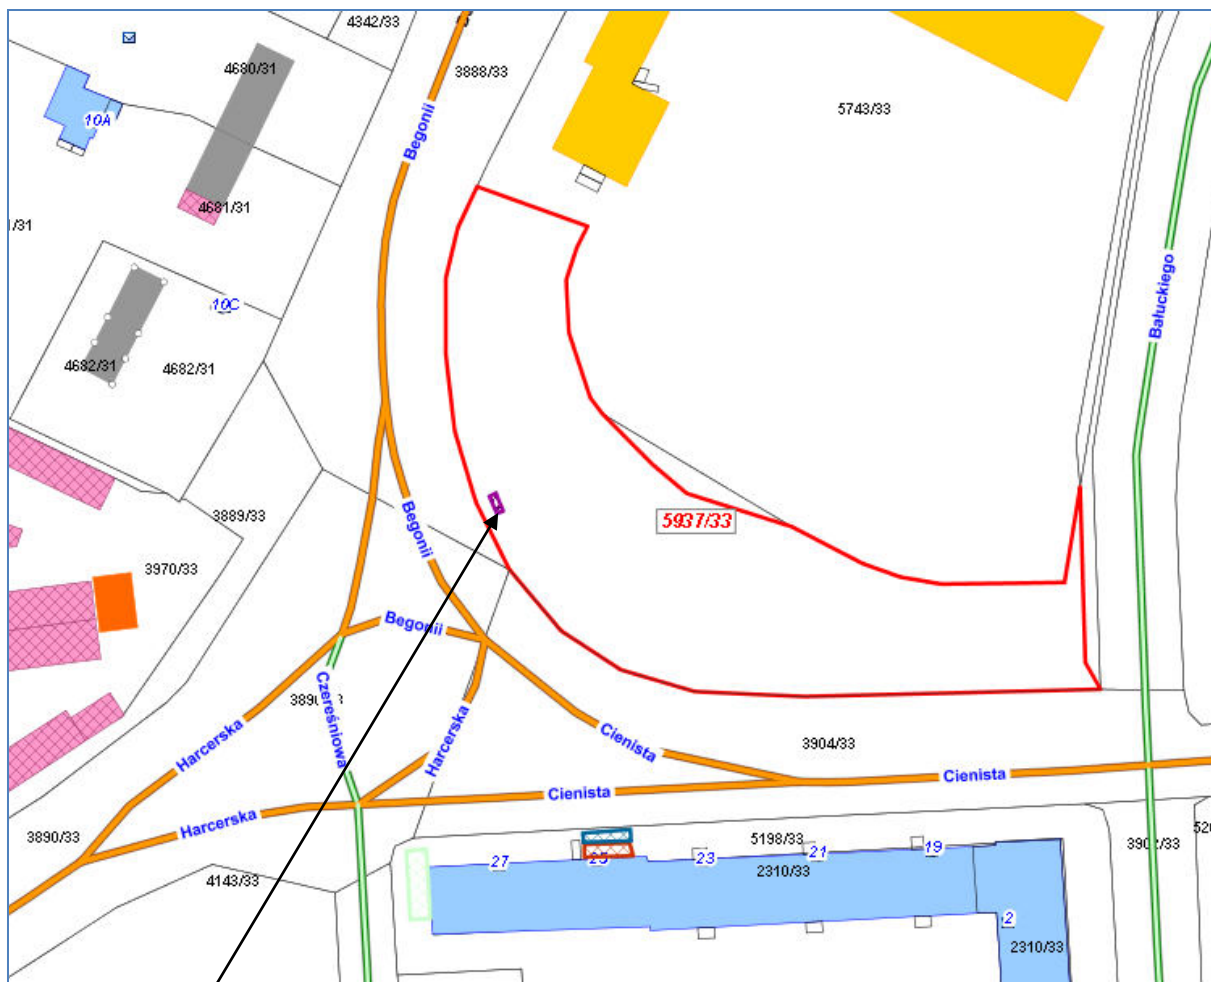 4342/33
3888/33
4680/31
10A
Begonii
5743/33
4681/31
1/31
Bałuckiego
10C
4682/31
4682/31
3889/33
Begonii
5937/33
3970/33
Begonii
Czereśniowa
Harcerska
Harcerska
Cienista
3904/33
Cienista
Cienista
Harcerska
3890/33
5198/33
27
25
23
21
19
2310/33
4143/33
2
2310/33